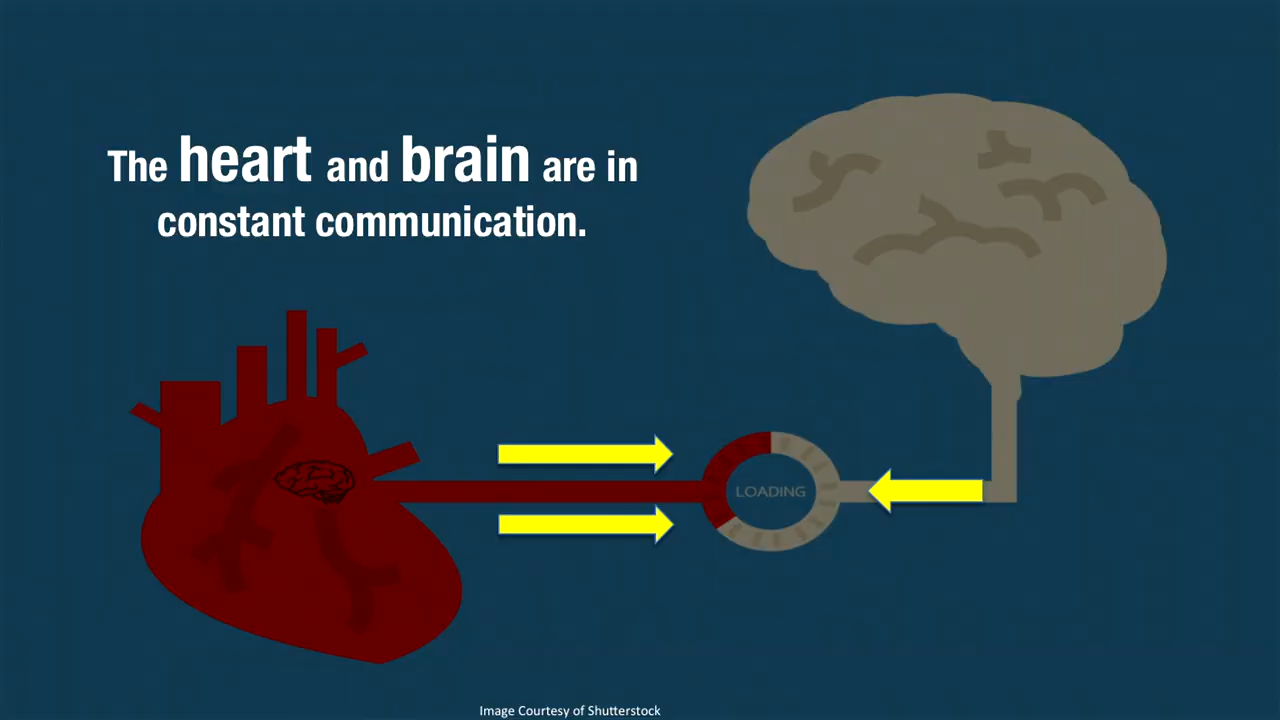 The heart and brain are in
constant communication.
LOADING
Image Courtesy of Shutterstock